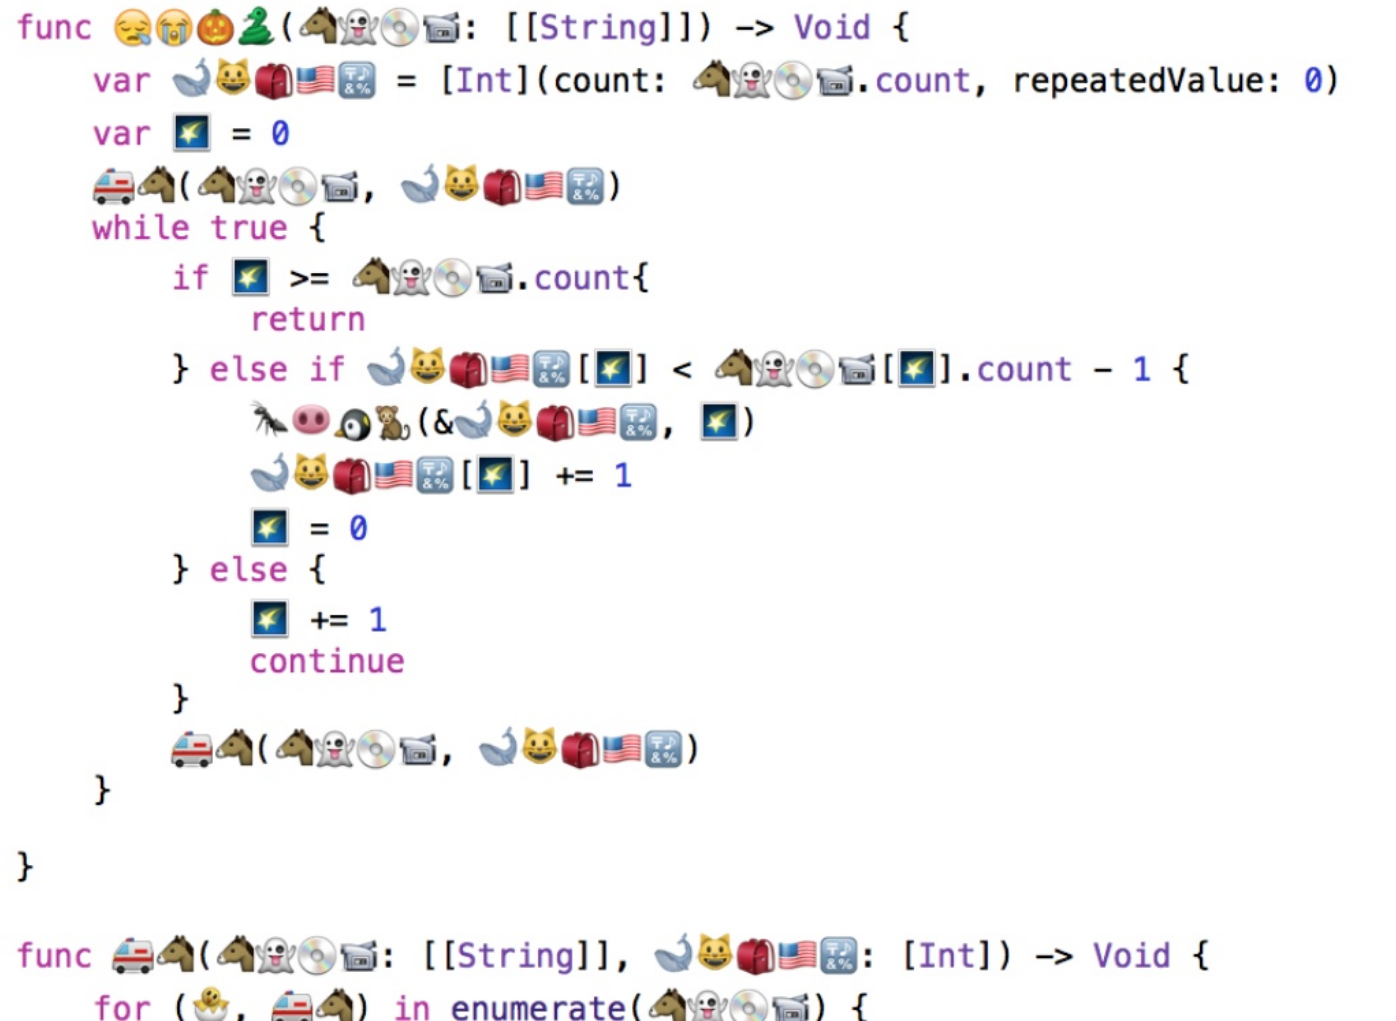 func 😪😭🎃🐍(🐴👻💿📹: [[String]]) -> Void {
var 🐳😺🎒🇺🇸🔣 = [Int](count: 🐴👻💿📹.count, repeatedValue: 0)
var 🌠 = 0
🚑🐴(🐴👻💿📹, 🐳😺🎒🇺🇸🔣)
while true {
if 🌠 >= 🐴👻💿📹.count{
return
} else if 🐳😺🎒🇺🇸🔣[🌠] < 🐴👻💿📹[🌠].count - 1 {
🐜🐽🐧🐒(&🐳😺🎒🇺🇸🔣, 🌠)
🐳😺🎒🇺🇸🔣[🌠] += 1
🌠 = 0
} else {
🌠 += 1
continue
}
🚑🐴(🐴👻💿📹, 🐳😺🎒🇺🇸🔣)
}
}
func 🚑🐴(🐴👻💿📹: [[String]], 🐳😺🎒🇺🇸🔣: [Int]) -> Void {
for (🐣, 🚑🐴) in enumerate(🐴👻💿📹) {